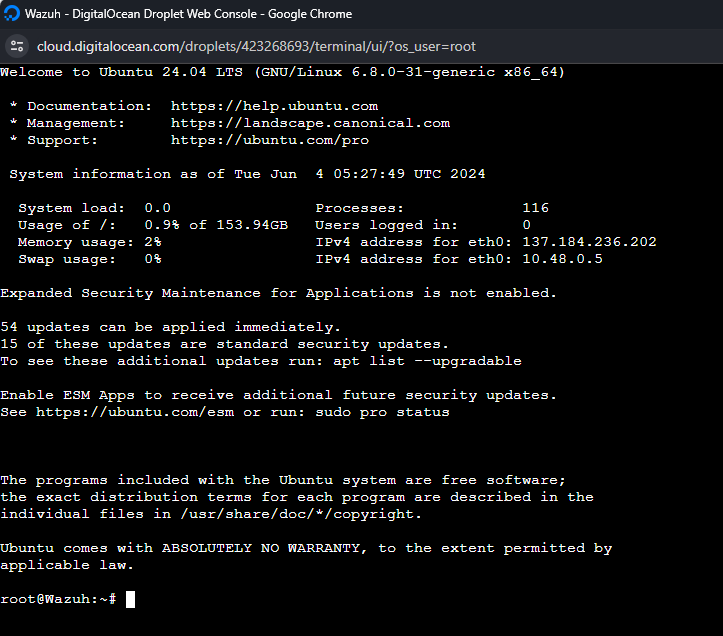 Wazuh - DigitalOcean Droplet Web Console - Google Chrome
cloud.digitalocean.com/droplets/423268693/terminal/ui/?os_user=root
Welcome to Ubuntu 24.04 LTS (GNU/Linux 6.8.0-31-generic x86_64)

 * Documentation:  https://help.ubuntu.com
 * Management:     https://landscape.canonical.com
 * Support:        https://ubuntu.com/pro

 System information as of Tue Jun  4 05:27:49 UTC 2024

  System load:  0.0                Processes:             116
  Usage of /:   0.9% of 153.94GB   Users logged in:       0
  Memory usage: 2%                 IPv4 address for eth0: 137.184.236.202
  Swap usage:   0%                 IPv4 address for eth0: 10.48.0.5

Expanded Security Maintenance for Applications is not enabled.

54 updates can be applied immediately.
15 of these updates are standard security updates.
To see these additional updates run: apt list --upgradable

Enable ESM Apps to receive additional future security updates.
See https://ubuntu.com/esm or run: sudo pro status

The programs included with the Ubuntu system are free software;
the exact distribution terms for each program are described in the
individual files in /usr/share/doc/*/copyright.

Ubuntu comes with ABSOLUTELY NO WARRANTY, to the extent permitted by
applicable law.

root@Wazuh:~#